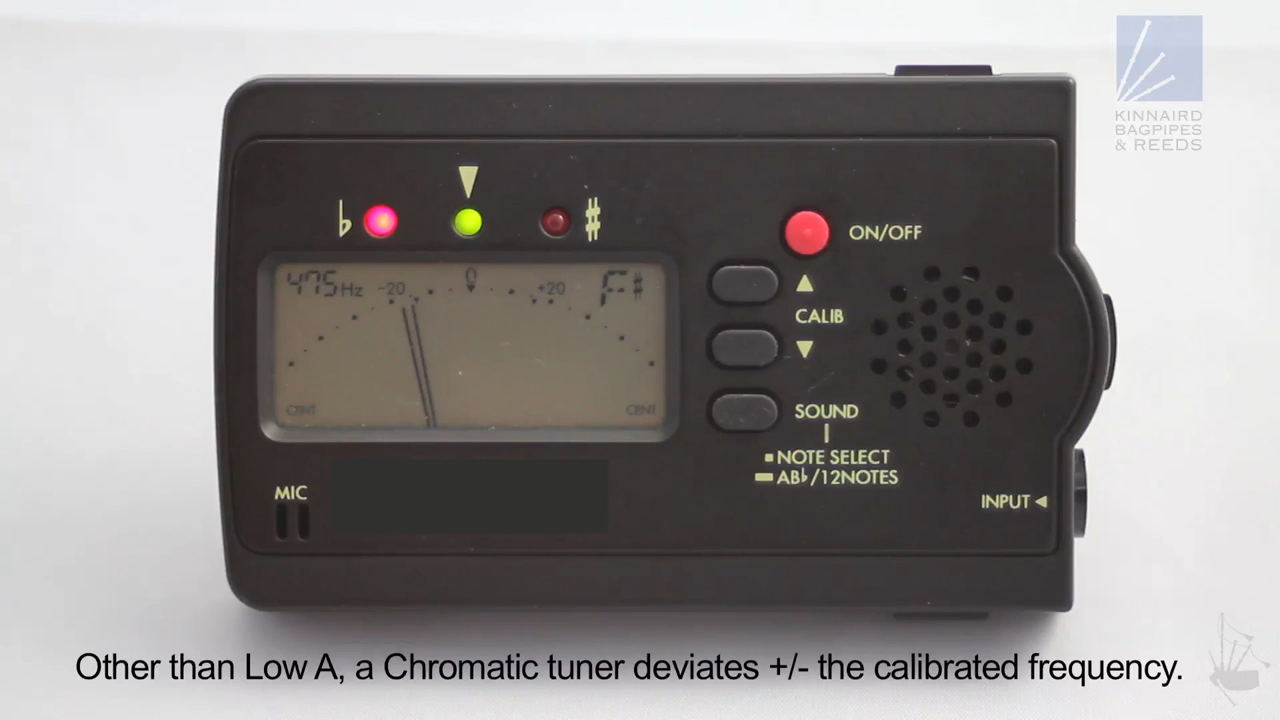 KINNAIRD
BAGPIPES
& REEDS
♭ ♯
ON/OFF
475Hz -20 0 +20 F♯
CALIB
CENT CENT
SOUND
NOTE SELECT
AB♭/12NOTES
MIC
INPUT
Other than Low A, a Chromatic tuner deviates +/- the calibrated frequency.